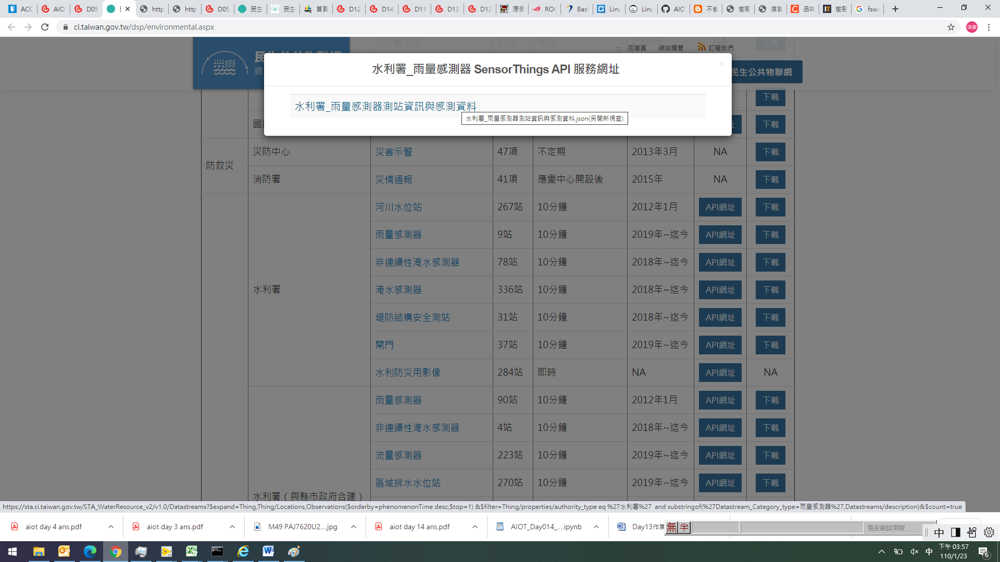 ACC
AIO
D05
http
http
D05
民生
民生
首頁
D12
D14
D11
D13
D12
原價
ROC
Bas
Linu
Linu
AIO
不會
樹莓
序言
品味
樹莓
fswe
ci.taiwan.gov.tw/dsp/environmental.aspx
淇豪
地磁觀測站 10站 每日 2006年 NA 下載
::: 回首頁 網站導覽 訂閱我們
民生公共物聯網
水利署_雨量感測器 SensorThings API 服務網址
×
水利署_雨量感測器測站資訊與感測資料
水利署_雨量感測器測站資訊與感測資料.json(另開新視窗)
下載
下載
防救災
災防中心 災害示警 47項 不定期 2013年3月 NA 下載
消防署 災情通報 41項 應變中心開設後 2015年 NA 下載
水利署
河川水位站 267站 10分鐘 2012年1月 API網址 下載
雨量感測器 9站 10分鐘 2019年~迄今 API網址 下載
非連續性淹水感測器 78站 10分鐘 2018年~迄今 API網址 下載
淹水感測器 336站 10分鐘 2018年~迄今 API網址 下載
堤防結構安全測站 31站 10分鐘 2018年~迄今 API網址 下載
閘門 37站 10分鐘 2019年~迄今 API網址 下載
水利防災用影像 284站 即時 NA API網址 NA
雨量感測器 90站 10分鐘 2012年1月 API網址 下載
非連續性淹水感測器 4站 10分鐘 2018年~迄今 API網址 下載
流量感測器 223站 10分鐘 2019年~迄今 API網址 下載
區域排水水位站 270站 10分鐘 2019年~迄今 API網址 下載
水利署（與縣市政府合建）
https://sta.ci.taiwan.gov.tw/STA_WaterResource_v2/v1.0/Datastreams?$expand=Thing,Thing/Locations,Observations($orderby=phenomenonTime desc;$top=1) &$filter=Thing/properties/authority_type eq %27水利署%27 and substringof(%27Datastream_Category_type=雨量感測器%27,Datastreams/description)&$count=true
aiot day 4 ans.pdf
aiot day 3 ans.pdf
M49 PAJ7620U2....jpg
aiot day 14 ans.pdf
AIOT_Day014_....ipynb
Day13作業
無 半
免安裝試用版
中
中
下午 03:57
110/1/23
6